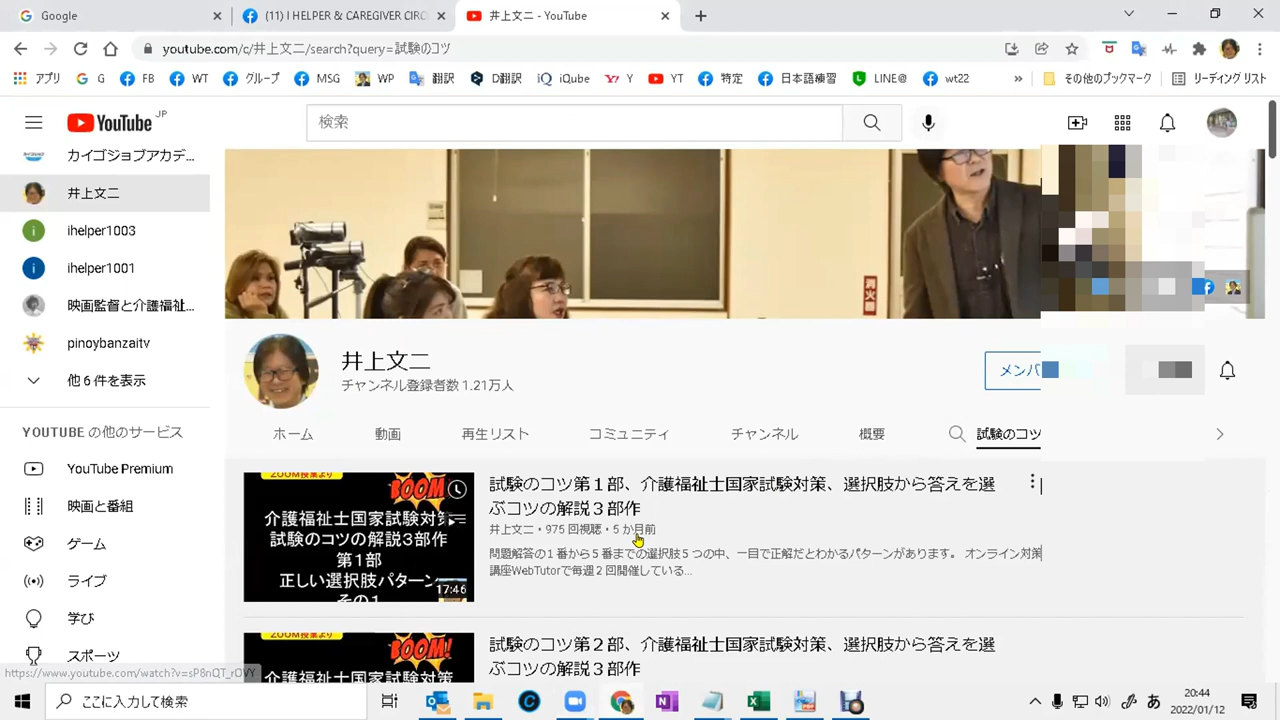 Google
(11) I HELPER & CAREGIVER CIRC
井上文二 - YouTube
youtube.com/c/井上文二/search?query=試験のコツ
アプリ
G
FB
WT
グループ
MSG
WP
翻訳
D翻訳
iQube
Y
YT
特定
日本語練習
LINE@
wt22
»
その他のブックマーク
リーディング リスト
YouTube JP
検索
カイゴジョブアカデ...
井上文二
ihelper1003
ihelper1001
映画監督と介護福祉...
pinoybanzaitv
他 6 件を表示
YOUTUBE の他のサービス
YouTube Premium
映画と番組
ゲーム
ライブ
学び
スポーツ
消火栓
井上文二
チャンネル登録者数 1.21万人
メンバ
ホーム
動画
再生リスト
コミュニティ
チャンネル
概要
試験のコツ
ZOOM授業より
BOOM!
介護福祉士国家試験対策
試験のコツの解説3部作
第1部
正しい選択肢パターン
その1
17:46
試験のコツ第１部、介護福祉士国家試験対策、選択肢から答えを選
ぶコツの解説３部作
井上文二・975 回視聴・5 か月前
問題解答の１番から５番までの選択肢５つの中、一目で正解だとわかるパターンがあります。 オンライン対策
講座WebTutorで毎週２回開催している...
ZOOM授業より
BOOM!
介護福祉士国家試験対策
試験のコツ第２部、介護福祉士国家試験対策、選択肢から答えを選
ぶコツの解説３部作
https://www.youtube.com/watch?v=sP8nQT_rOVY
ここに入力して検索
あ
20:44
2022/01/12